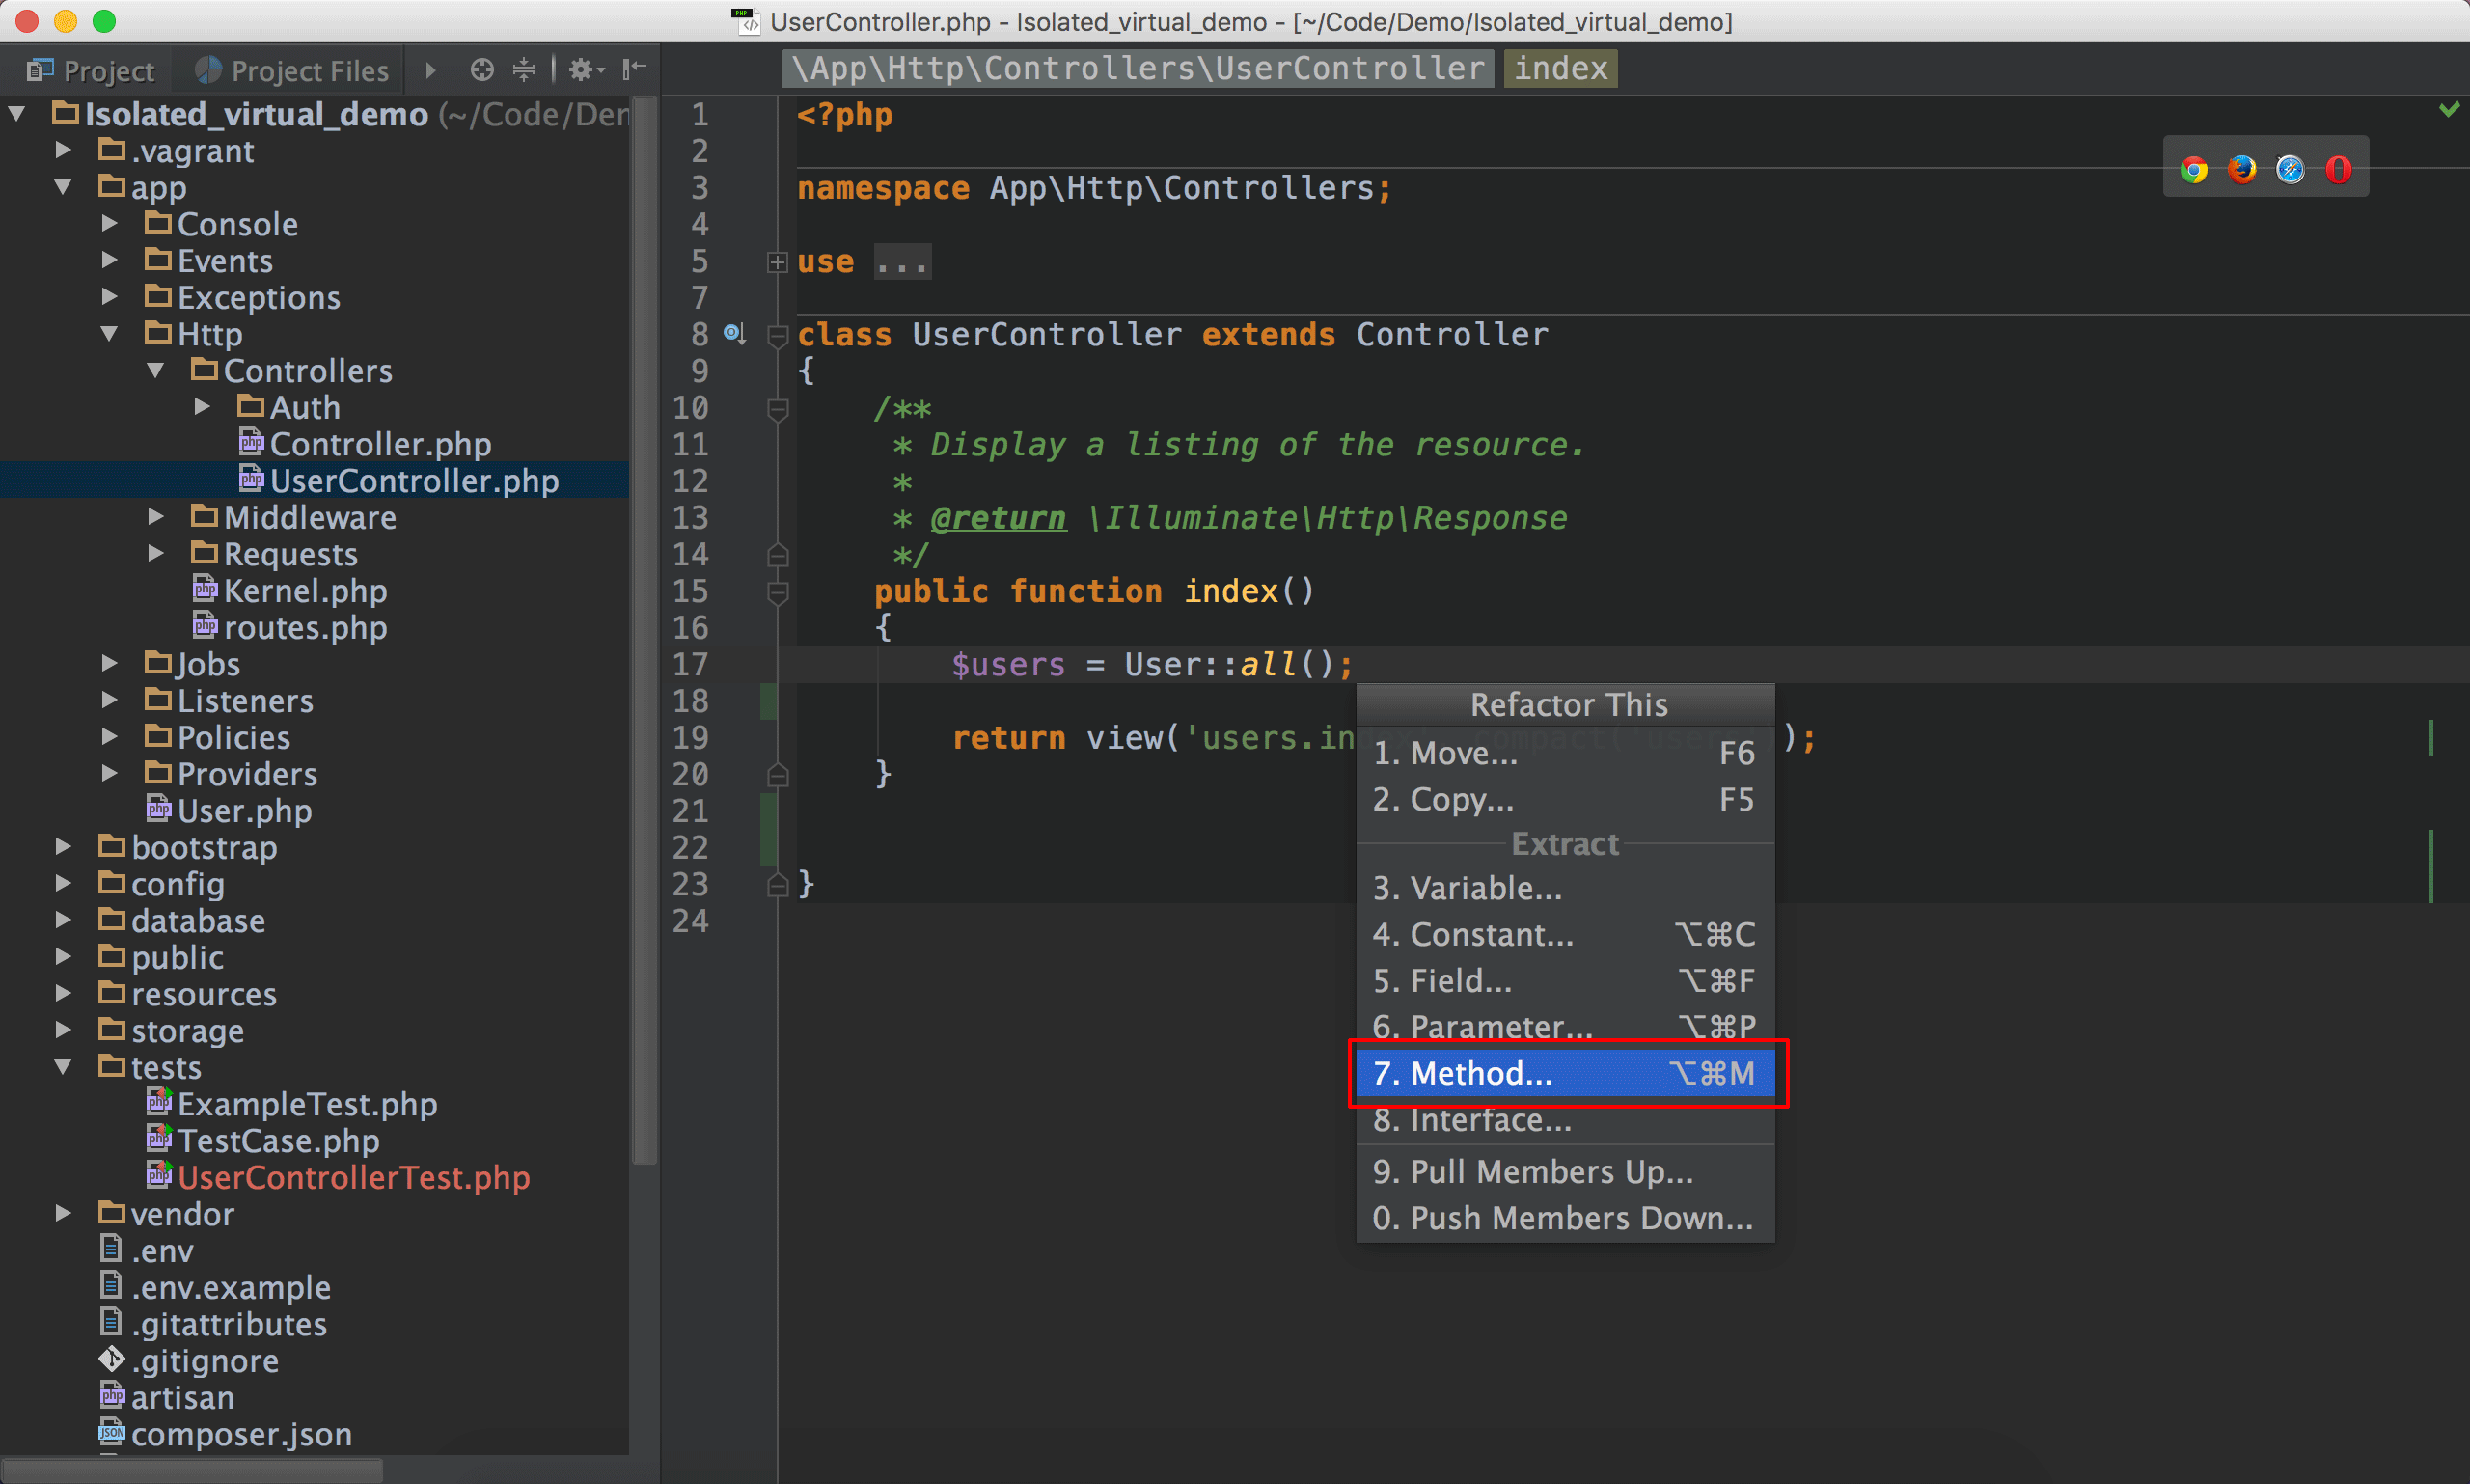 UserController.php - Isolated_virtual_demo - [~/Code/Demo/Isolated_virtual_demo]
Project
Project Files
Isolated_virtual_demo (~/Code/Der
.vagrant
app
Console
Events
Exceptions
Http
Controllers
Auth
Controller.php
UserController.php
Middleware
Requests
Kernel.php
routes.php
Jobs
Listeners
Policies
Providers
User.php
bootstrap
config
database
public
resources
storage
tests
ExampleTest.php
TestCase.php
UserControllerTest.php
vendor
.env
.env.example
.gitattributes
.gitignore
artisan
composer.json
\App\Http\Controllers\UserController index
1 <?php
2
3 namespace App\Http\Controllers;
4
5 use ...
7
8 class UserController extends Controller
9 {
10 /**
11 * Display a listing of the resource.
12 *
13 * @return \Illuminate\Http\Response
14 */
15 public function index()
16 {
17 $users = User::all();
18
19 return view('users.index', compact('user ));
20 }
21
22
23 }
24
Refactor This
1. Move... F6
2. Copy... F5
Extract
3. Variable...
4. Constant... ⌥⌘C
5. Field... ⌥⌘F
6. Parameter... ⌥⌘P
7. Method... ⌥⌘M
8. Interface...
9. Pull Members Up...
0. Push Members Down...